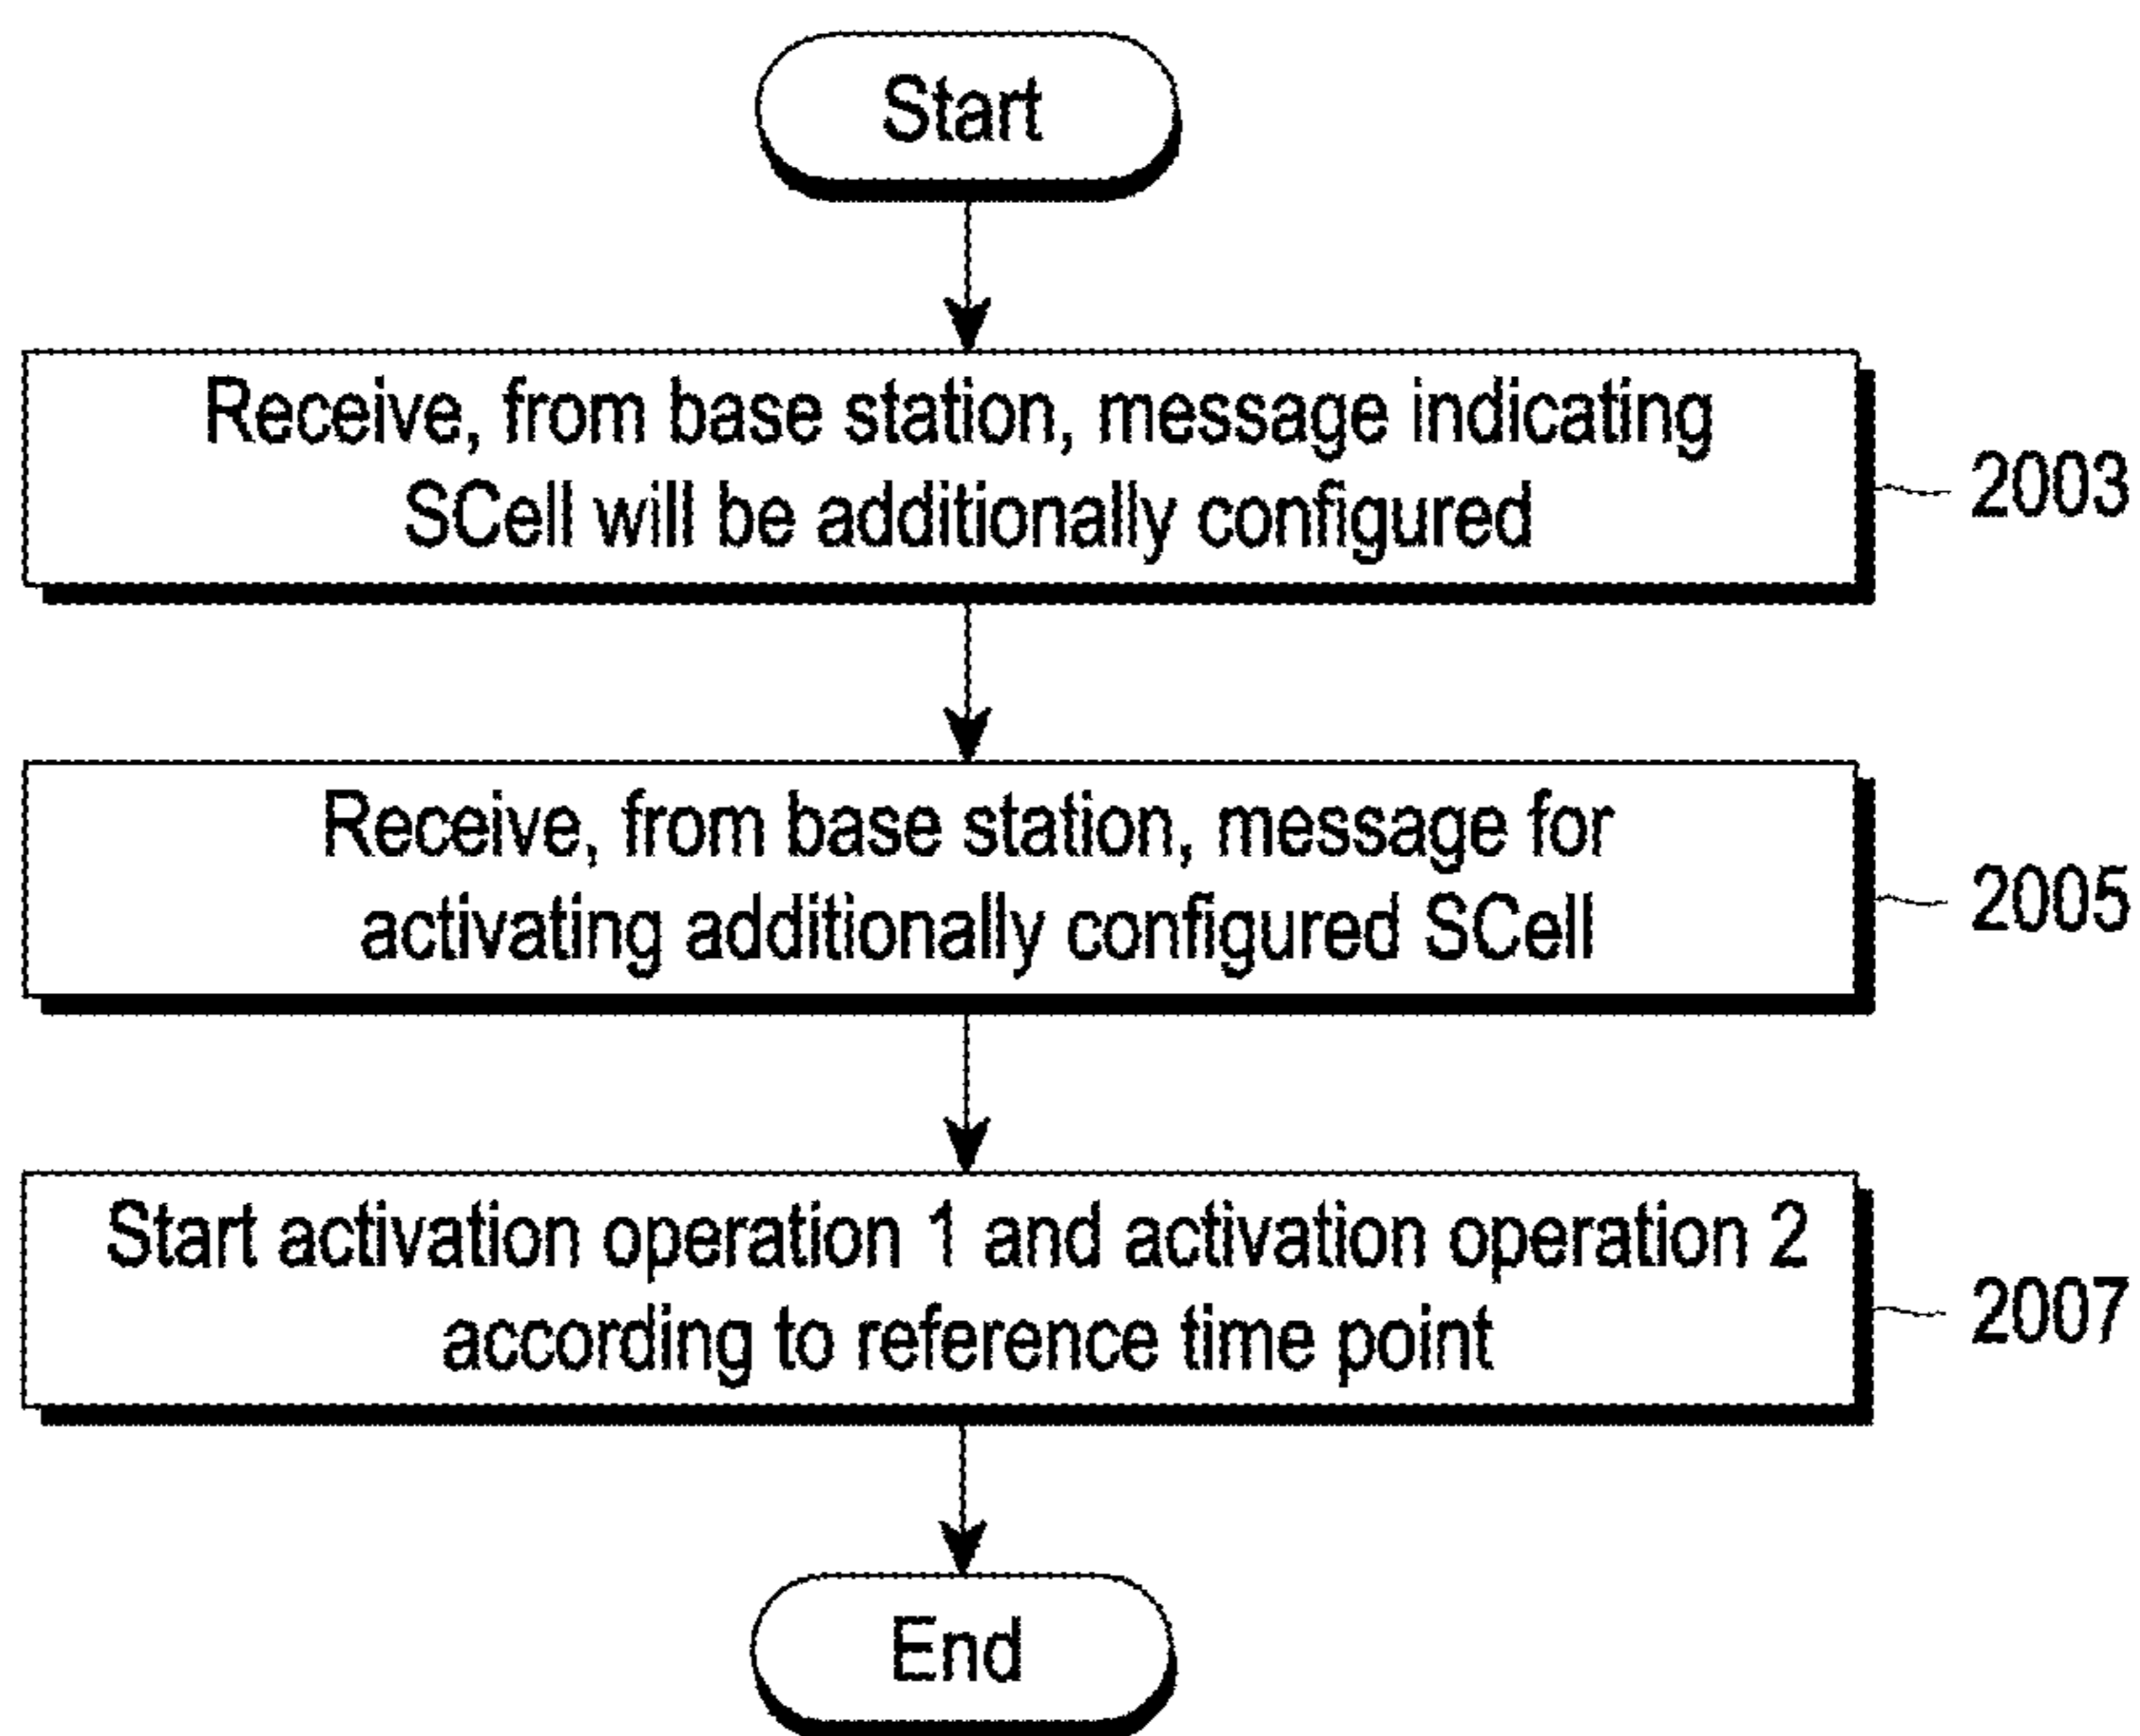 Start
Receive, from base station, message indicating
SCell will be additionally configured
2003
Receive, from base station, message for
activating additionally configured SCell
2005
Start activation operation 1 and activation operation 2
according to reference time point
2007
End